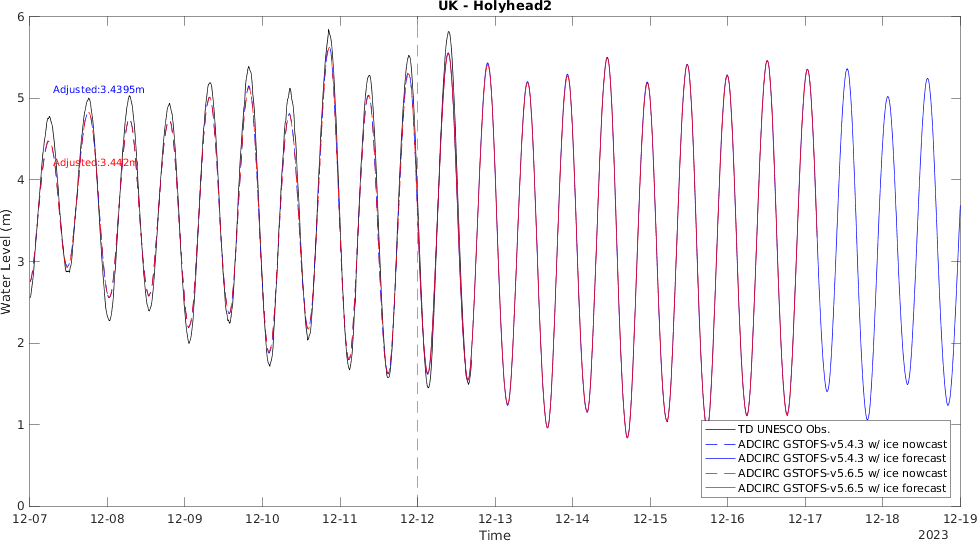 UK - Holyhead2
6
5
4
3
2
1
0
Water Level (m)
Adjusted:3.4395m
Adjusted:3.442m
TD UNESCO Obs.
ADCIRC GSTOFS-v5.4.3 w/ ice nowcast
ADCIRC GSTOFS-v5.4.3 w/ ice forecast
ADCIRC GSTOFS-v5.6.5 w/ ice nowcast
ADCIRC GSTOFS-v5.6.5 w/ ice forecast
12-07 12-08 12-09 12-10 12-11 12-12 12-13 12-14 12-15 12-16 12-17 12-18 12-19
Time
2023